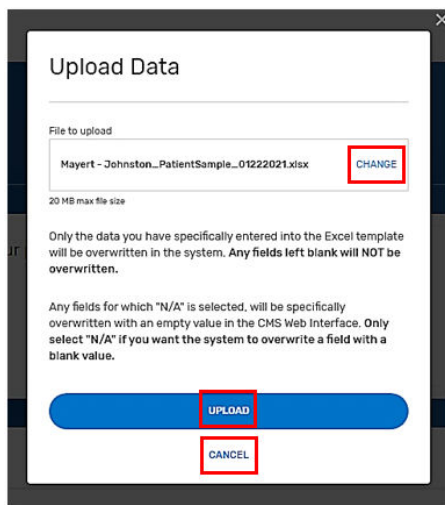 Upload Data
File to upload
Mayert - Johnston_PatientSample_01222021.xlsx CHANGE
20 MB max file size
Only the data you have specifically entered into the Excel template
will be overwritten in the system. Any fields left blank will NOT be
overwritten.
Any fields for which "N/A" is selected, will be specifically
overwritten with an empty value in the CMS Web Interface. Only
select "N/A" if you want the system to overwrite a field with a
blank value.
UPLOAD
CANCEL